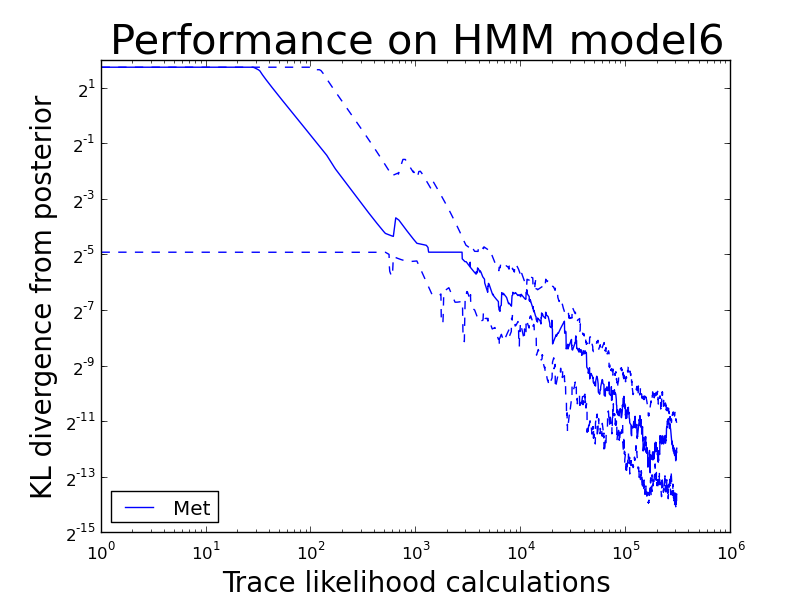 Performance on HMM model6
KL divergence from posterior
2^1
2^-1
2^-3
2^-5
2^-7
2^-9
2^-11
2^-13
2^-15
Met
10^0 10^1 10^2 10^3 10^4 10^5 10^6
Trace likelihood calculations